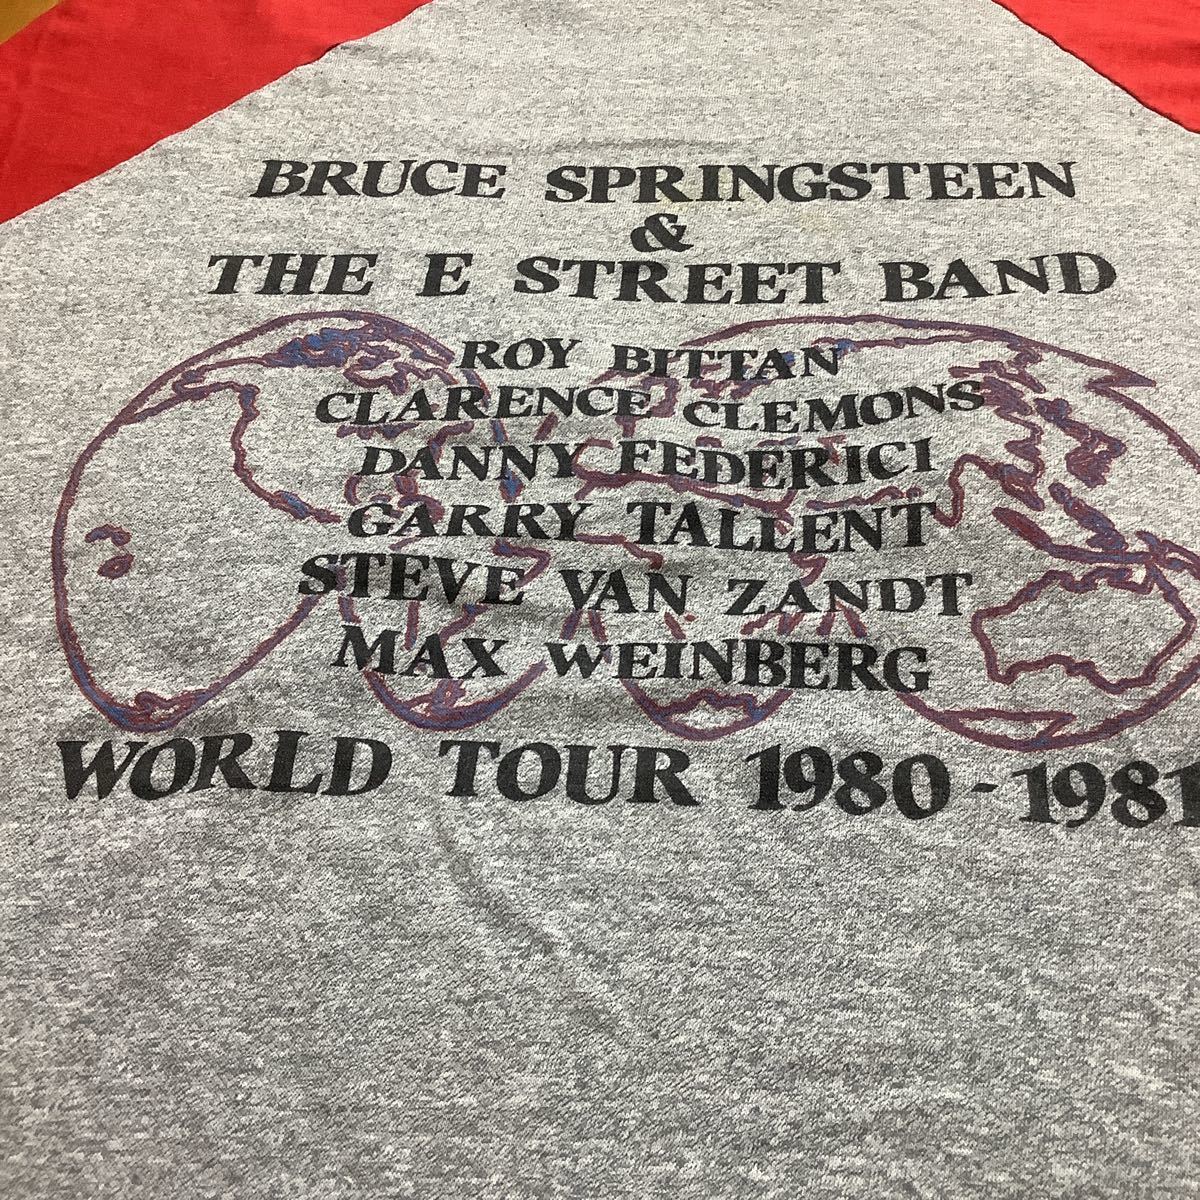 BRUCE SPRINGSTEEN
&
THE E STREET BAND
ROY BITTAN
CLARENCE CLEMONS
DANNY FEDERICI
GARRY TALLENT
STEVE VAN ZANDT
MAX WEINBERG
WORLD TOUR 1980-1981